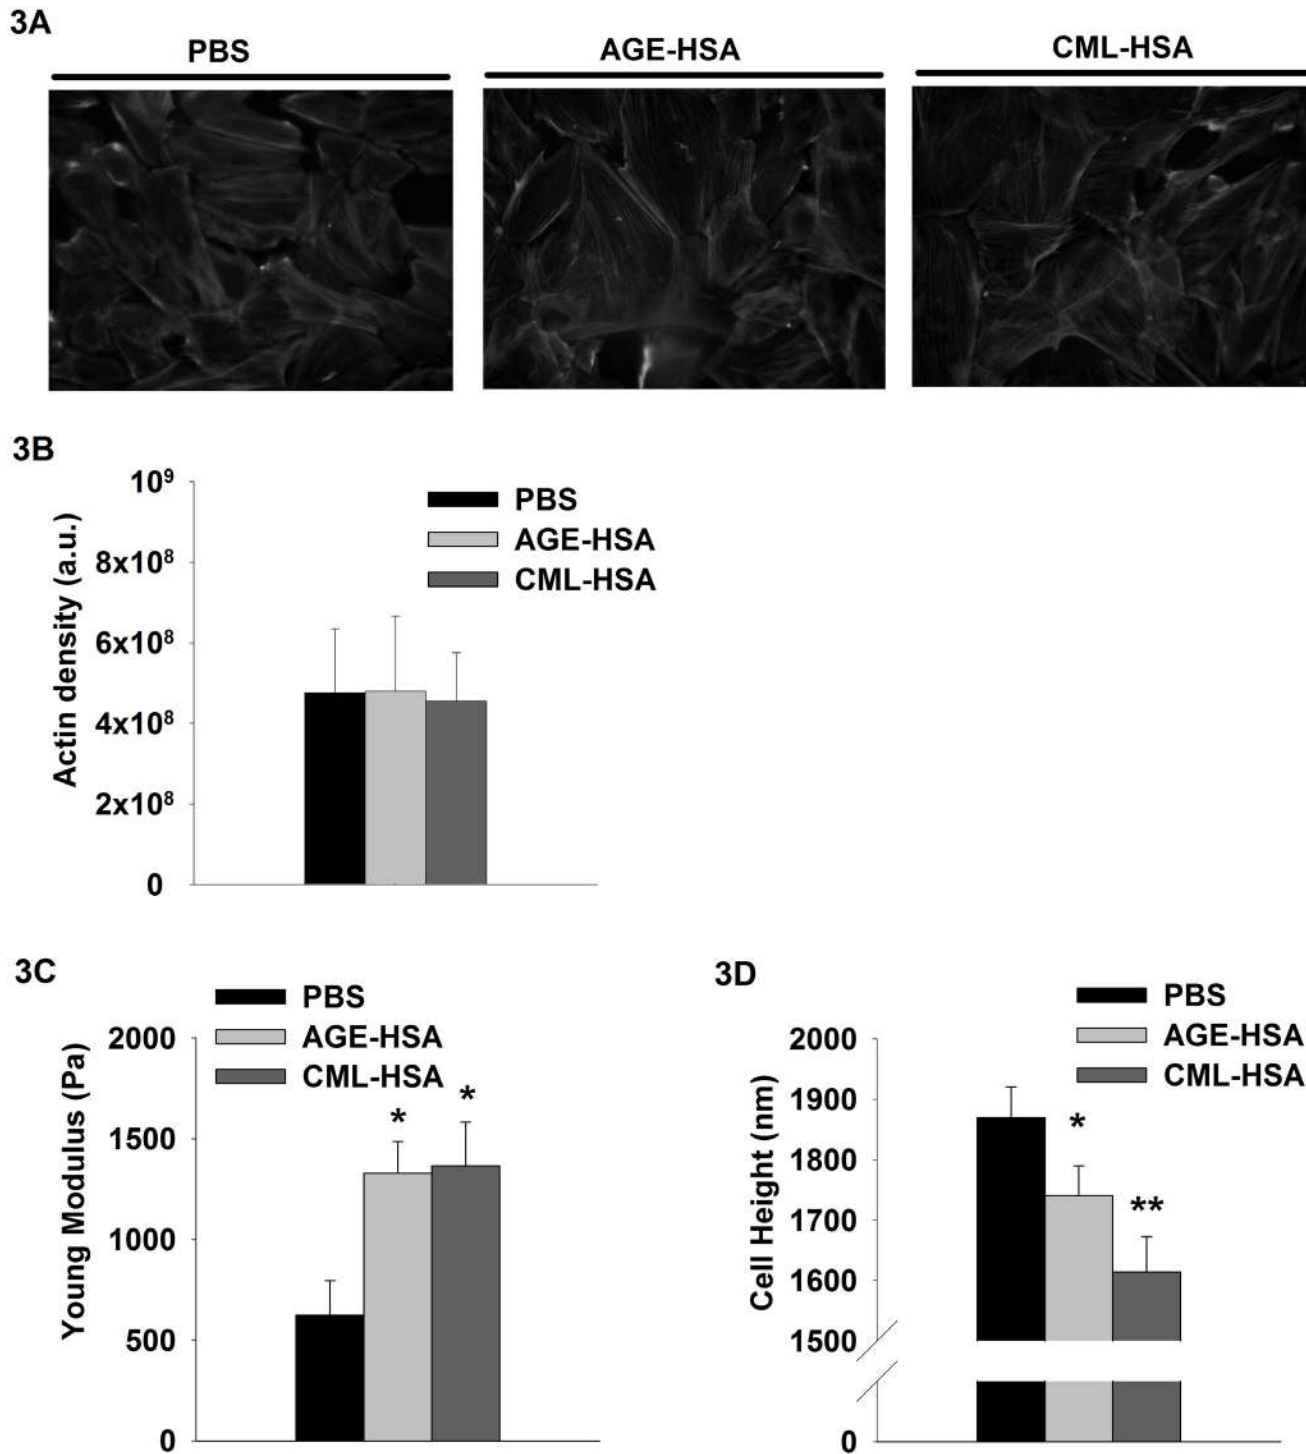 3A
PBS
AGE-HSA
CML-HSA
3B
Actin density (a.u.)
10⁹
8x10⁸
6x10⁸
4x10⁸
2x10⁸
0
PBS
AGE-HSA
CML-HSA
3C
Young Modulus (Pa)
2000
1500
1000
500
0
PBS
AGE-HSA
CML-HSA
*
*
3D
Cell Height (nm)
2000
1900
1800
1700
1600
1500
0
PBS
AGE-HSA
CML-HSA
*
**